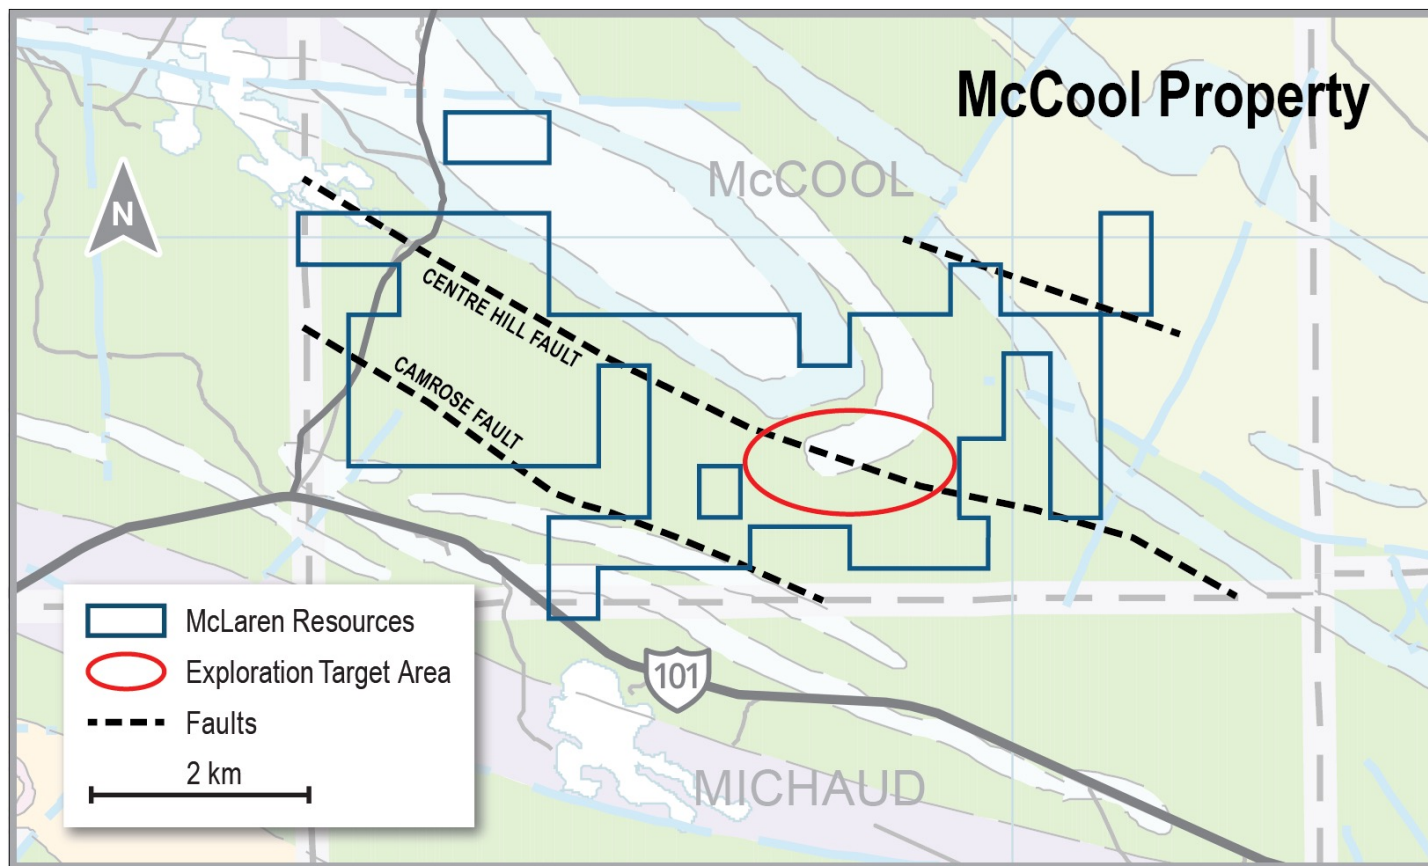 McCool Property
McCOOL
N
CENTRE HILL FAULT
CAMROSE FAULT
McLaren Resources
Exploration Target Area
Faults
2 km
101
MICHAUD